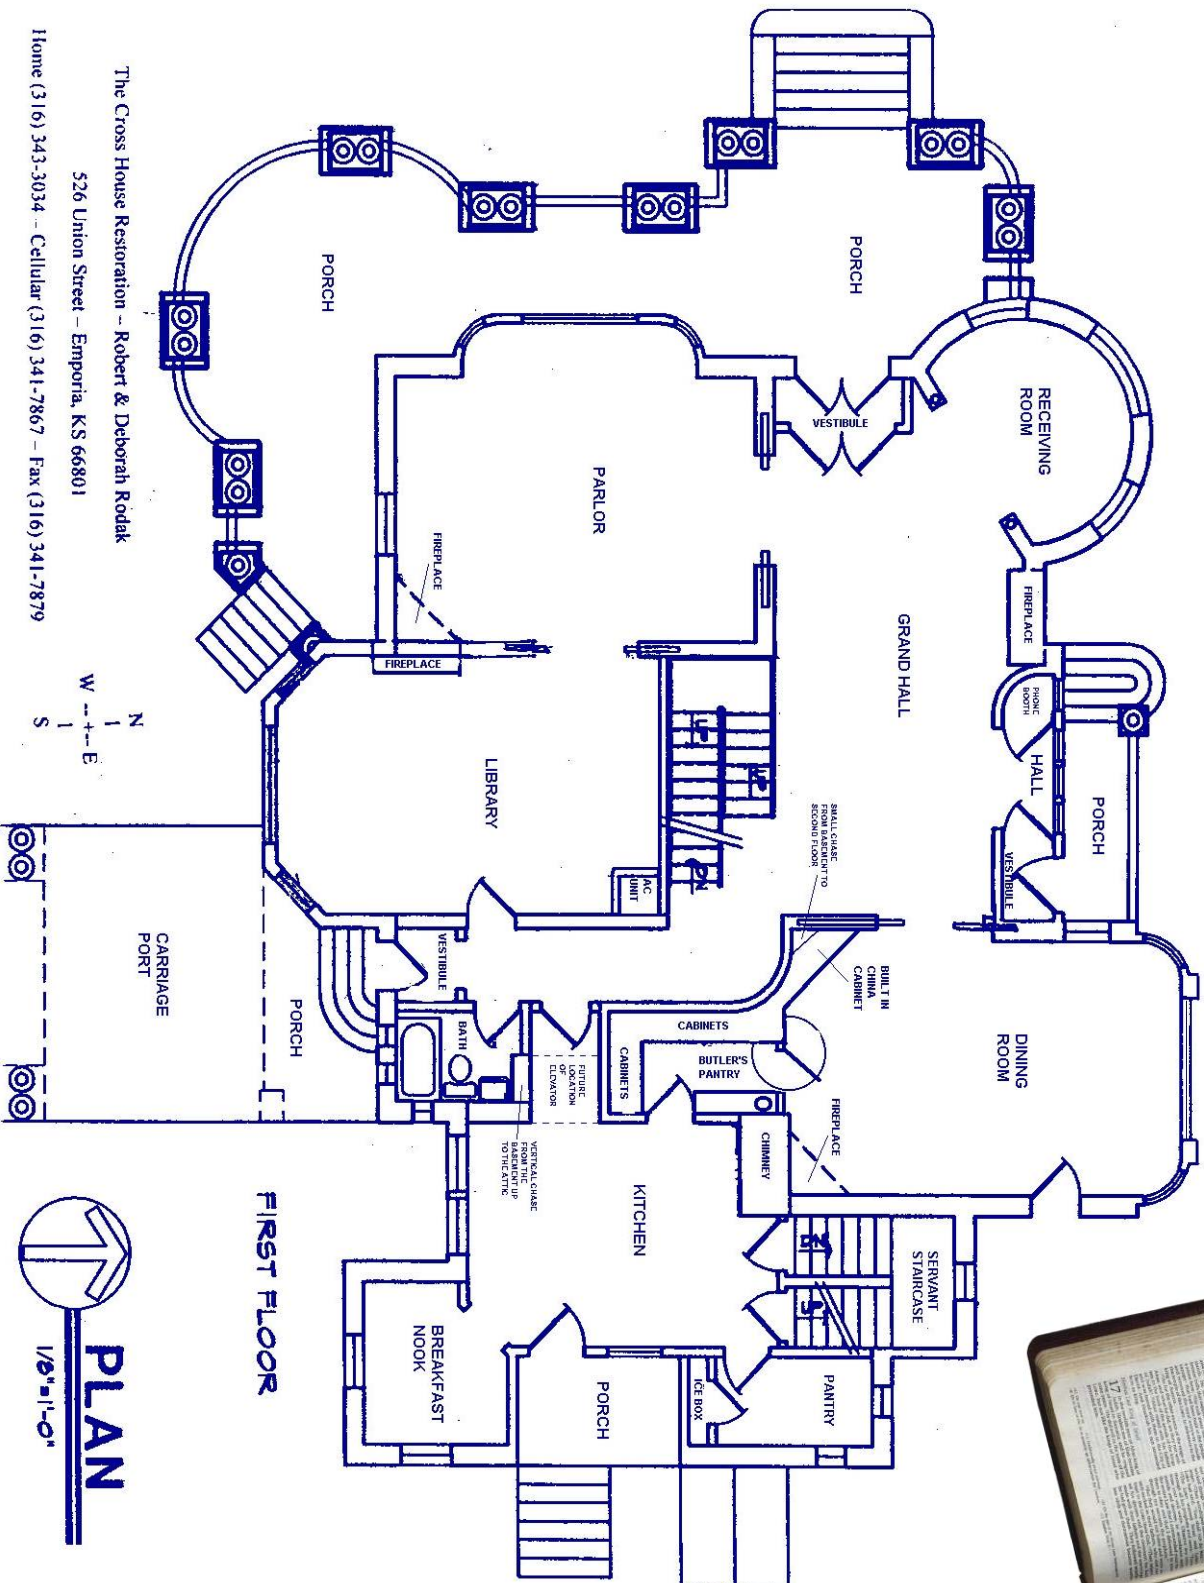 The Cross House Restoration -- Robert & Deborah Rodak
526 Union Street – Emporia, KS 66801
Home (316) 343-3034 – Cellular (316) 341-7867 – Fax (316) 341-7879
N
1
W --+-- E
1
S
PORCH
PORCH
RECEIVING
ROOM
VESTIBULE
PARLOR
FIREPLACE
FIREPLACE
FIREPLACE
GRAND HALL
PHONE
BOOTH
HALL
PORCH
VESTIBULE
UP
UP
DN
LIBRARY
AC
UNIT
SMALL CHASE
FROM BASEMENT TO
SECOND FLOOR
BUILT IN
CHINA
CABINET
DINING
ROOM
CARRIAGE
PORT
PORCH
VESTIBULE
BATH
FUTURE
LOCATION
OF
ELEVATOR
CABINETS
CABINETS
BUTLER'S
PANTRY
FIREPLACE
CHIMNEY
VERTICAL CHASE
FROM THE
BASEMENT UP
TO THE ATTIC
KITCHEN
SERVANT
STAIRCASE
BREAKFAST
NOOK
PORCH
ICE BOX
PANTRY
FIRST FLOOR
PLAN
1/8"=1'-0"
17